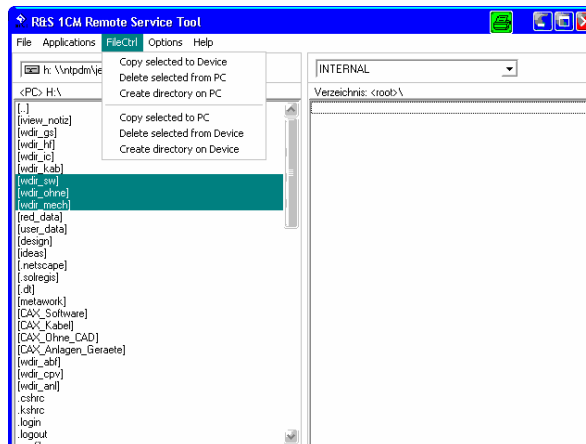 R&S 1CM Remote Service Tool
File Applications FileCtrl Options Help
Copy selected to Device
Delete selected from PC
Create directory on PC
Copy selected to PC
Delete selected from Device
Create directory on Device
h: \\ntpdm\je
INTERNAL
<PC> H:\
Verzeichnis: <root>\
[..]
[iview_notiz]
[wdir_gs]
[wdir_hf]
[wdir_ic]
[wdir_kab]
[wdir_sw]
[wdir_ohne]
[wdir_mech]
[red_data]
[user_data]
[design]
[ideas]
[.netscape]
[.solregis]
[.dt]
[metawork]
[CAX_Software]
[CAX_Kabel]
[CAX_Ohne_CAD]
[CAX_Anlagen_Geraete]
[wdir_abf]
[wdir_cpv]
[wdir_anl]
.cshrc
.kshrc
.login
.logout